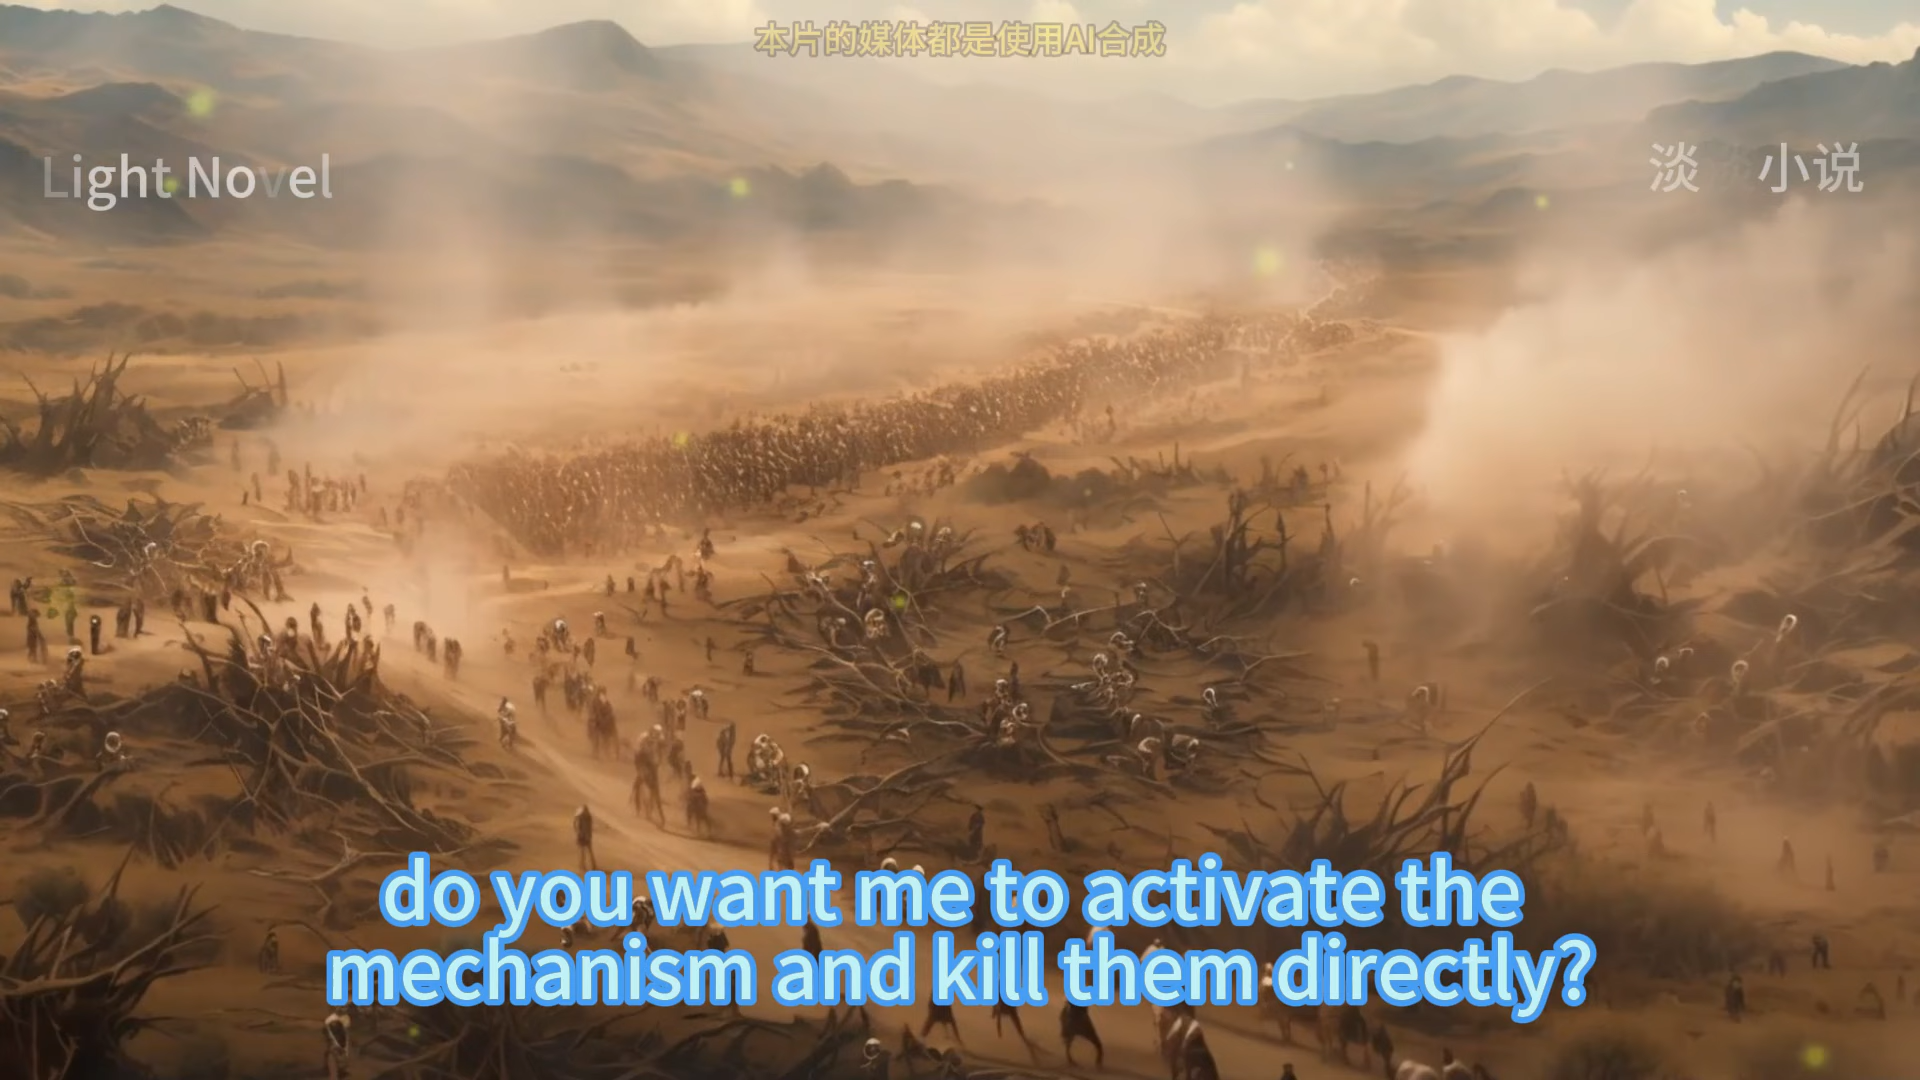 本片的媒体都是使用AI合成
Light Novel
淡 小说
do you want me to activate the
mechanism and kill them directly?